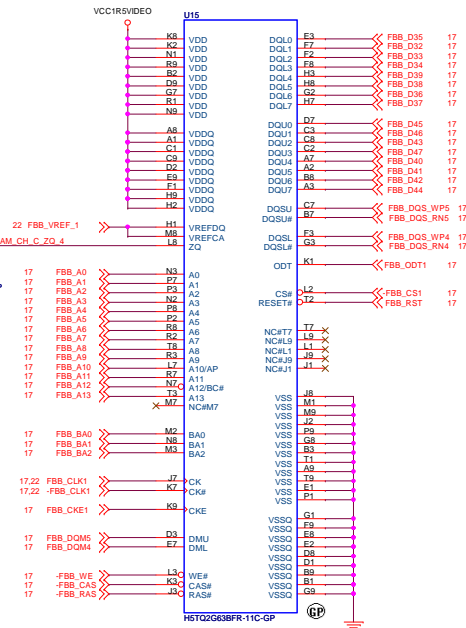 VCC1R5VIDEO
U15
K8 VDD
K2 VDD
N1 VDD
R9 VDD
B2 VDD
D9 VDD
G7 VDD
R1 VDD
N9 VDD
A8 VDDQ
A1 VDDQ
C1 VDDQ
C9 VDDQ
D2 VDDQ
E9 VDDQ
F1 VDDQ
H9 VDDQ
H2 VDDQ
22 FBB_VREF_1 H1 VREFDQ
M8 VREFCA
AM_CH_C_ZQ_4 L8 ZQ
17 FBB_A0 N3 A0
17 FBB_A1 P7 A1
17 FBB_A2 P3 A2
17 FBB_A3 N2 A3
17 FBB_A4 P8 A4
17 FBB_A5 P2 A5
17 FBB_A6 R8 A6
17 FBB_A7 R2 A7
17 FBB_A8 T8 A8
17 FBB_A9 R3 A9
17 FBB_A10 L7 A10/AP
17 FBB_A11 R7 A11
17 FBB_A12 N7 A12/BC#
17 FBB_A13 T3 A13
M7 NC#M7
17 FBB_BA0 M2 BA0
17 FBB_BA1 N8 BA1
17 FBB_BA2 M3 BA2
17,22 FBB_CLK1 J7 CK
17,22 -FBB_CLK1 K7 CK#
17 FBB_CKE1 K9 CKE
17 FBB_DQM5 D3 DMU
17 FBB_DQM4 E7 DML
17 -FBB_WE L3 WE#
17 -FBB_CAS K3 CAS#
17 -FBB_RAS J3 RAS#
DQL0 E3 FBB_D35 17
DQL1 F7 FBB_D32 17
DQL2 F2 FBB_D33 17
DQL3 F8 FBB_D34 17
DQL4 H3 FBB_D39 17
DQL5 H8 FBB_D38 17
DQL6 G2 FBB_D36 17
DQL7 H7 FBB_D37 17
DQU0 D7 FBB_D45 17
DQU1 C3 FBB_D46 17
DQU2 C8 FBB_D43 17
DQU3 C2 FBB_D47 17
DQU4 A7 FBB_D40 17
DQU5 A2 FBB_D41 17
DQU6 B8 FBB_D42 17
DQU7 A3 FBB_D44 17
DQSU C7 FBB_DQS_WP5 17
DQSU# B7 FBB_DQS_RN5 17
DQSL F3 FBB_DQS_WP4 17
DQSL# G3 FBB_DQS_RN4 17
ODT K1 FBB_ODT1 17
CS# L2 -FBB_CS1 17
RESET# T2 FBB_RST 17
NC#T7 T7
NC#L9 L9
NC#L1 L1
NC#J9 J9
NC#J1 J1
VSS J8
VSS M1
VSS M9
VSS J2
VSS P9
VSS G8
VSS B3
VSS T1
VSS A9
VSS T9
VSS E1
VSS P1
VSSQ G1
VSSQ F9
VSSQ E8
VSSQ E2
VSSQ D8
VSSQ D1
VSSQ B9
VSSQ B1
VSSQ G9
H5TQ2G63BFR-11C-GP
GP